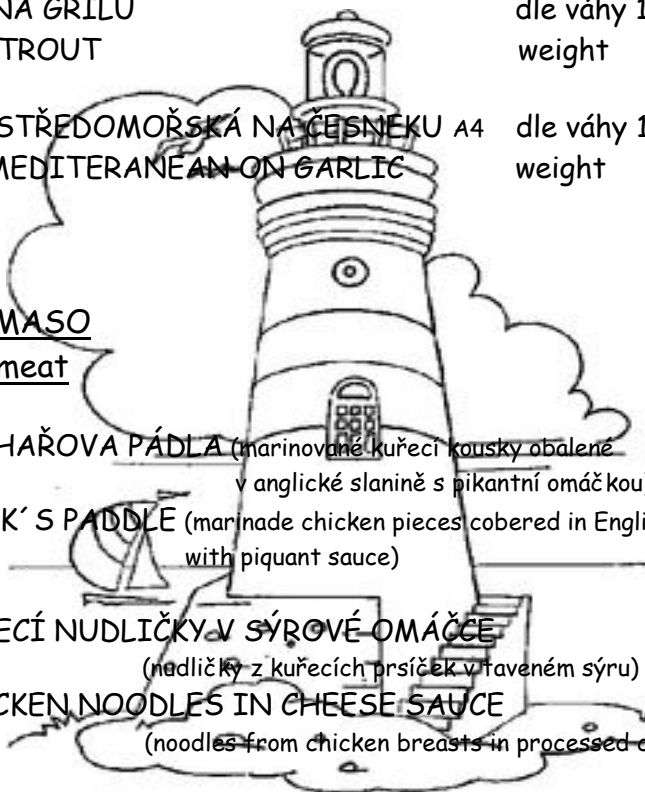 NA GRILU dle váhy 1
TROUT weight
STŘEDOMOŘSKÁ NA ČESNEKU A4 dle váhy 1
MEDITERANEAN ON GARLIC weight
MASO
meat
HAŘOVA PÁDLA (marinované kuřecí kousky obalené
v anglické slanině s pikantní omáčkou)
K´S PADDLE (marinade chicken pieces cobered in Engli
with piquant sauce)
ECÍ NUDLIČKY V SÝROVÉ OMÁČCE
(nudličky z kuřecích prsíček v taveném sýru)
CKEN NOODLES IN CHEESE SAUCE
(noodles from chicken breasts in processed c